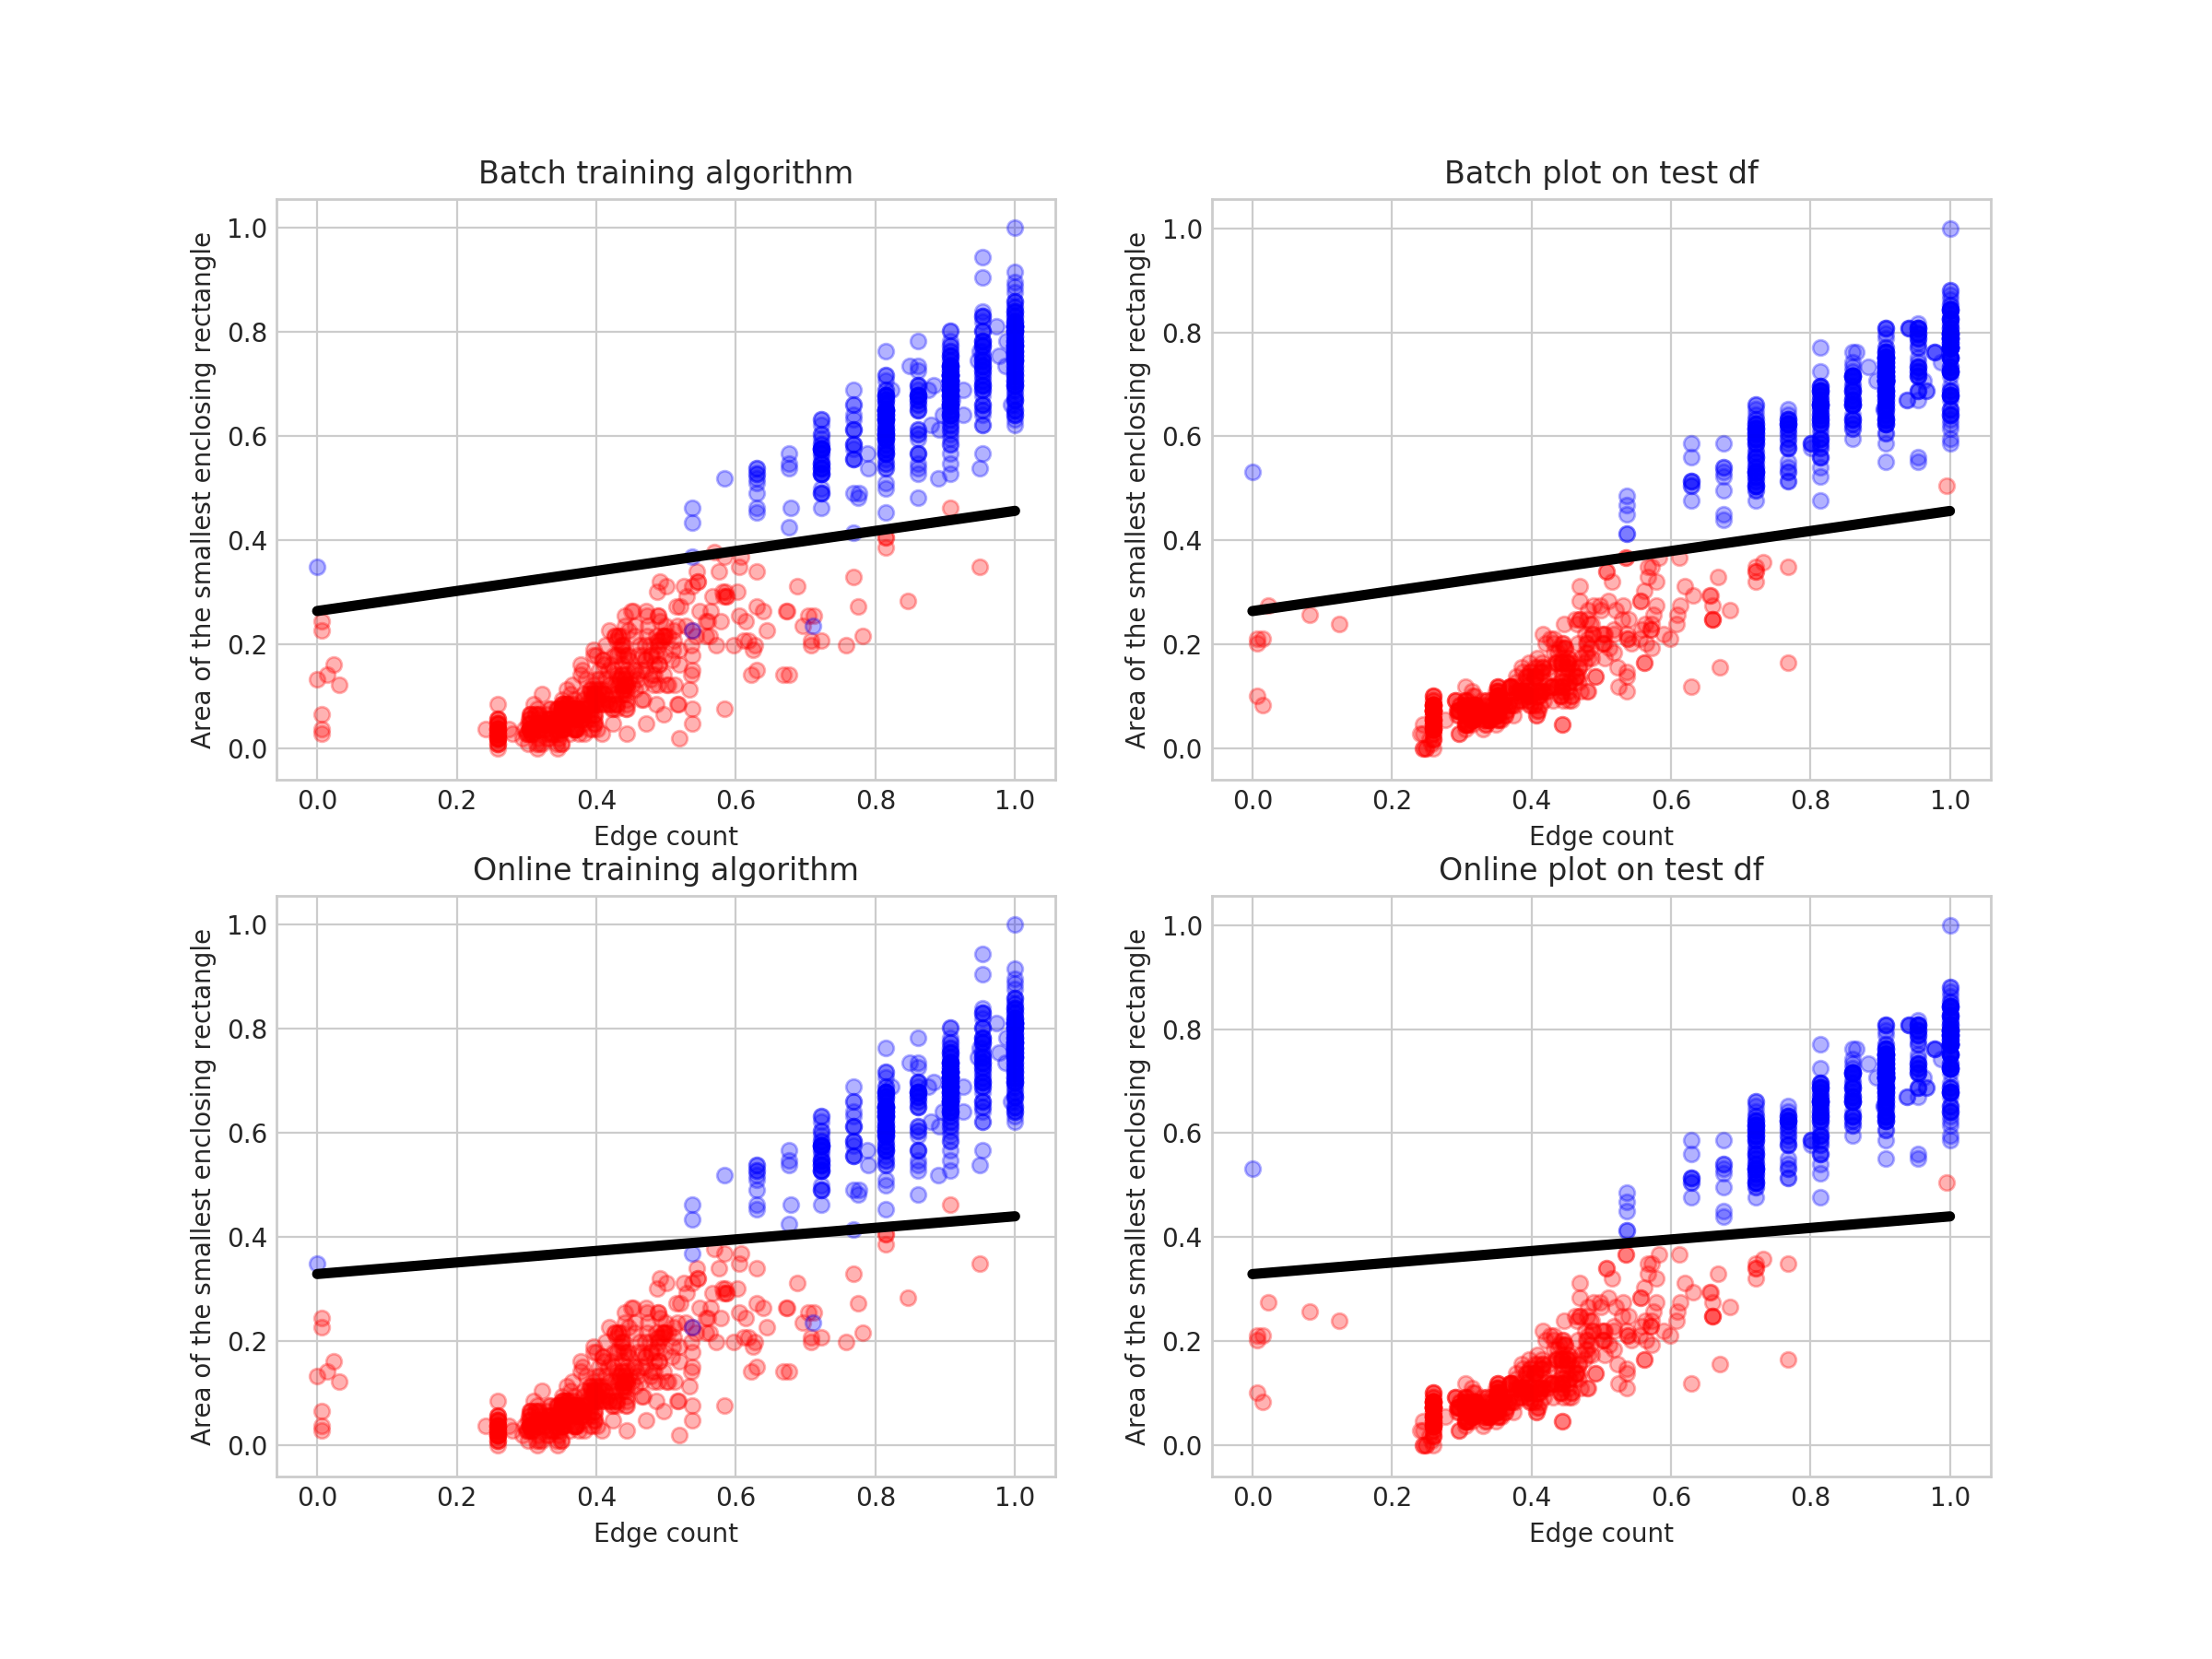 Batch training algorithm
Area of the smallest enclosing rectangle
1.0
0.8
0.6
0.4
0.2
0.0
0.0 0.2 0.4 0.6 0.8 1.0
Edge count
Batch plot on test df
Area of the smallest enclosing rectangle
1.0
0.8
0.6
0.4
0.2
0.0
0.0 0.2 0.4 0.6 0.8 1.0
Edge count
Online training algorithm
Area of the smallest enclosing rectangle
1.0
0.8
0.6
0.4
0.2
0.0
0.0 0.2 0.4 0.6 0.8 1.0
Edge count
Online plot on test df
Area of the smallest enclosing rectangle
1.0
0.8
0.6
0.4
0.2
0.0
0.0 0.2 0.4 0.6 0.8 1.0
Edge count